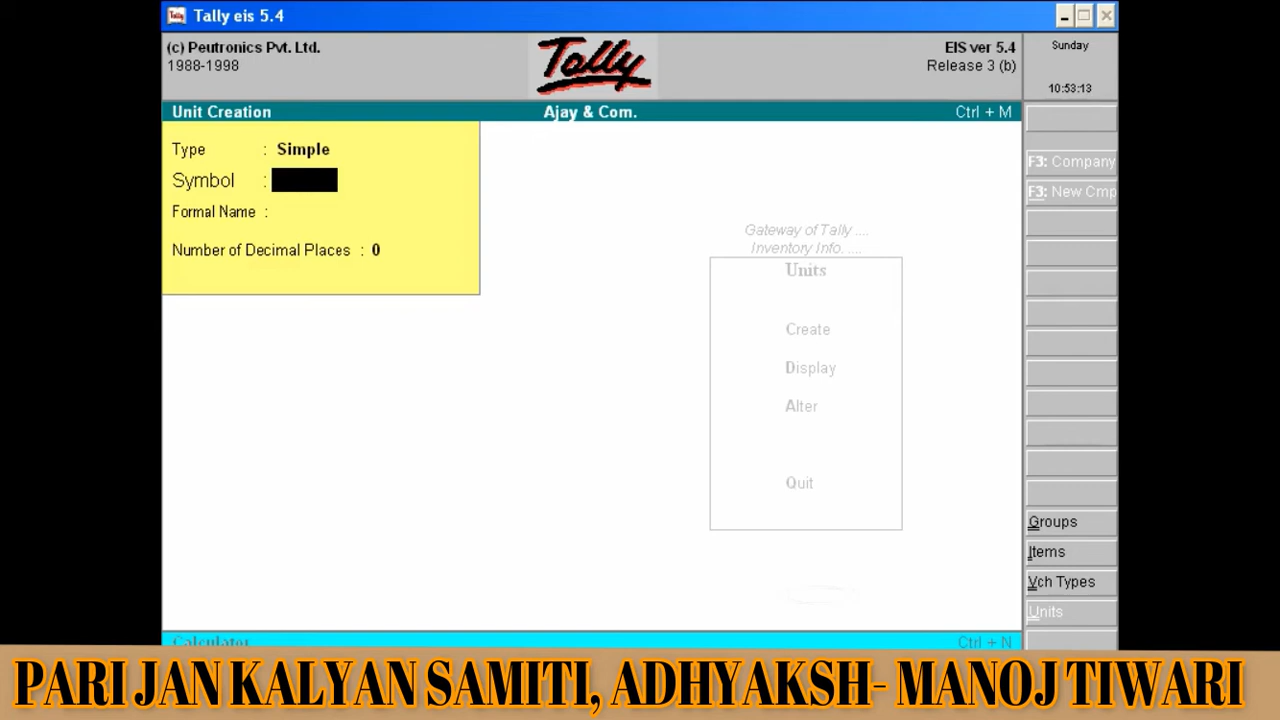 Tally eis 5.4
(c) Peutronics Pvt. Ltd.
1988-1998
Tally
EIS ver 5.4
Release 3 (b)
Sunday
10:53:13
Unit Creation Ajay & Com. Ctrl + M
Type : Simple
Symbol :
Formal Name :
Number of Decimal Places : 0
Gateway of Tally ....
Inventory Info. ....
Units
Create
Display
Alter
Quit
F3: Company
F3: New Cmp
Groups
Items
Vch Types
Units
Calculator Ctrl + N
PARI JAN KALYAN SAMITI, ADHYAKSH- MANOJ TIWARI